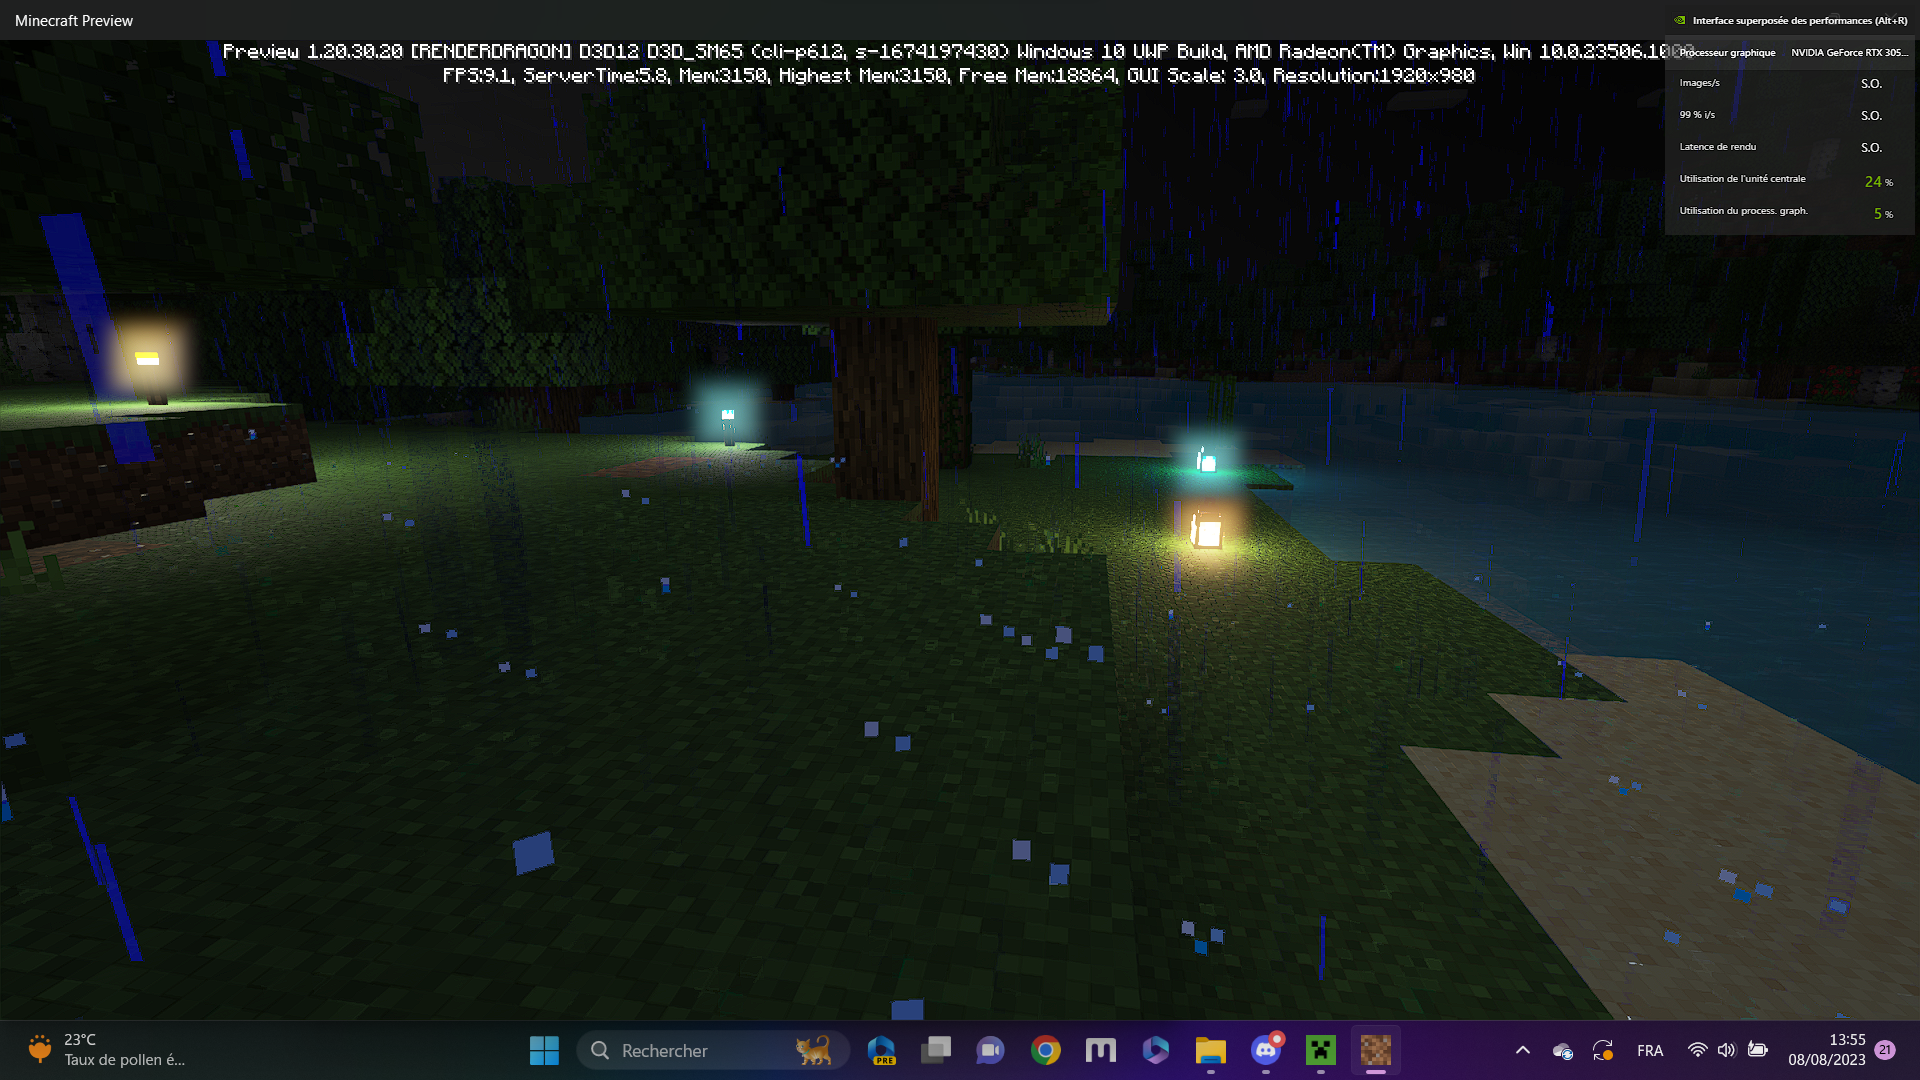 Minecraft Preview
Interface superposée des performances (Alt+R)
Preview 1.20.30.20 [RENDERDRAGON] D3D12 D3D_SM65 (cli-p612, s-1674197430) Windows 10 UWP Build, AMD Radeon(TM) Graphics, Win 10.0.23506.1000
FPS:9.1, ServerTime:5.8, Mem:3150, Highest Mem:3150, Free Mem:18864, GUI Scale: 3.0, Resolution:1920x980
Processeur graphique NVIDIA GeForce RTX 305...
Images/s S.O.
99 % i/s S.O.
Latence de rendu S.O.
Utilisation de l'unité centrale 24 %
Utilisation du process. graph. 5 %
23°C
Taux de pollen é...
Rechercher
PRE
FRA
13:55
08/08/2023
21